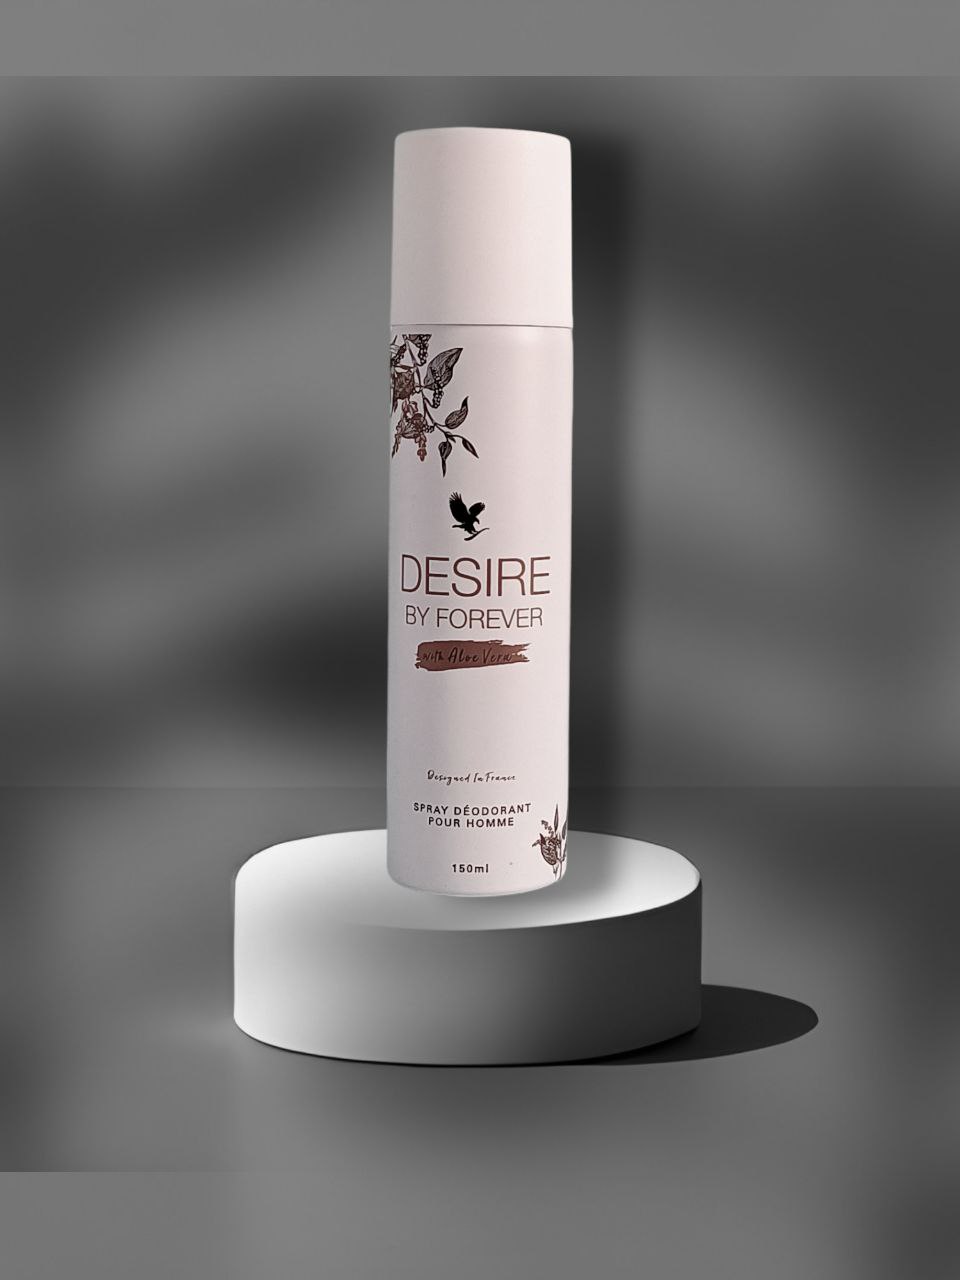 DESIRE
BY FOREVER
with Aloe Vera
Designed In France
SPRAY DÉODORANT
POUR HOMME
150ml